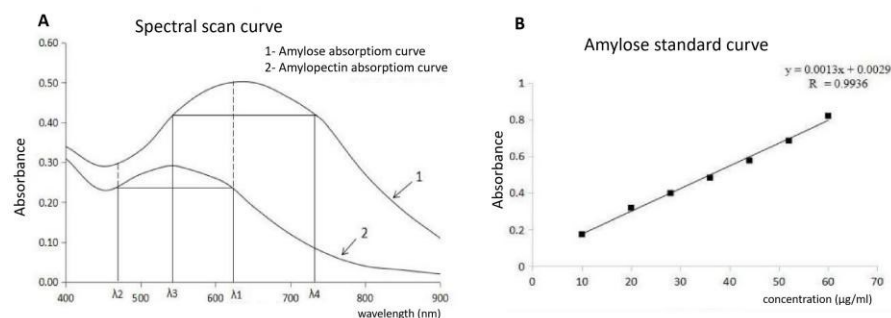 A
Spectral scan curve
1- Amylose absorptiom curve
2- Amylopectin absorptiom curve
0.60
0.50
0.40
0.30
0.20
0.10
0.00
Absorbance
1
2
400
λ2
500
λ3
600
λ1
700
λ4
800
900
wavelength (nm)
B
Amylose standard curve
y = 0.0013x + 0.0029
R = 0.9936
1
0.8
0.6
0.4
0.2
0
Absorbance
0
10
20
30
40
50
60
70
concentration (μg/ml)